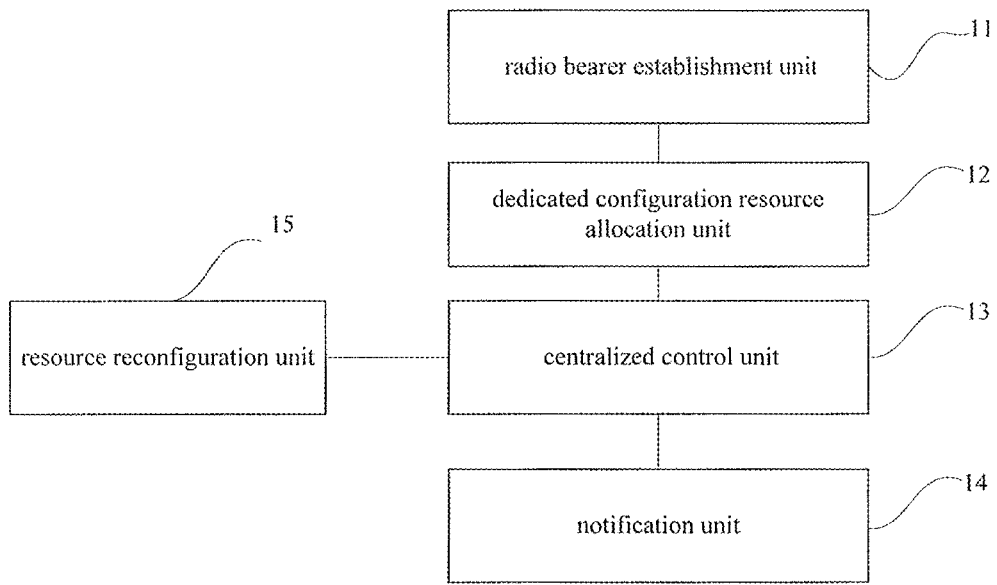 11
radio bearer establishment unit
12
dedicated configuration resource
allocation unit
15
13
resource reconfiguration unit
centralized control unit
14
notification unit